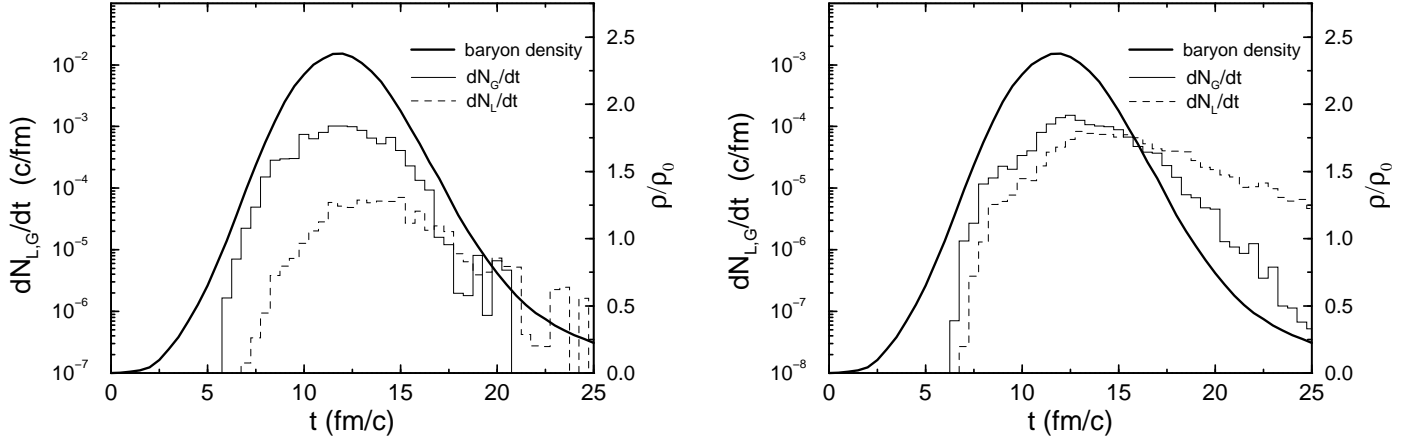 baryon density
dN_G/dt
dN_L/dt
10⁻²
10⁻³
10⁻⁴
10⁻⁵
10⁻⁶
10⁻⁷
dN_L,G/dt (c/fm)
2.5
2.0
1.5
1.0
0.5
0.0
ρ/ρ₀
0 5 10 15 20 25
t (fm/c)
baryon density
dN_G/dt
dN_L/dt
10⁻³
10⁻⁴
10⁻⁵
10⁻⁶
10⁻⁷
10⁻⁸
dN_L,G/dt (c/fm)
2.5
2.0
1.5
1.0
0.5
0.0
ρ/ρ₀
0 5 10 15 20 25
t (fm/c)